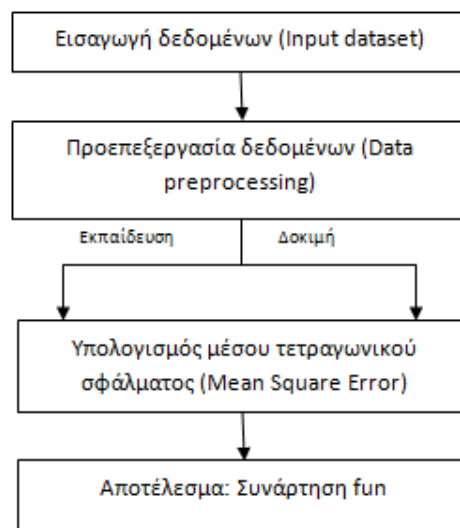 Εισαγωγή δεδομένων (Input dataset)
Προεπεξεργασία δεδομένων (Data
preprocessing)
Εκπαίδευση
Δοκιμή
Υπολογισμός μέσου τετραγωνικού
σφάλματος (Mean Square Error)
Αποτέλεσμα: Συνάρτηση fun